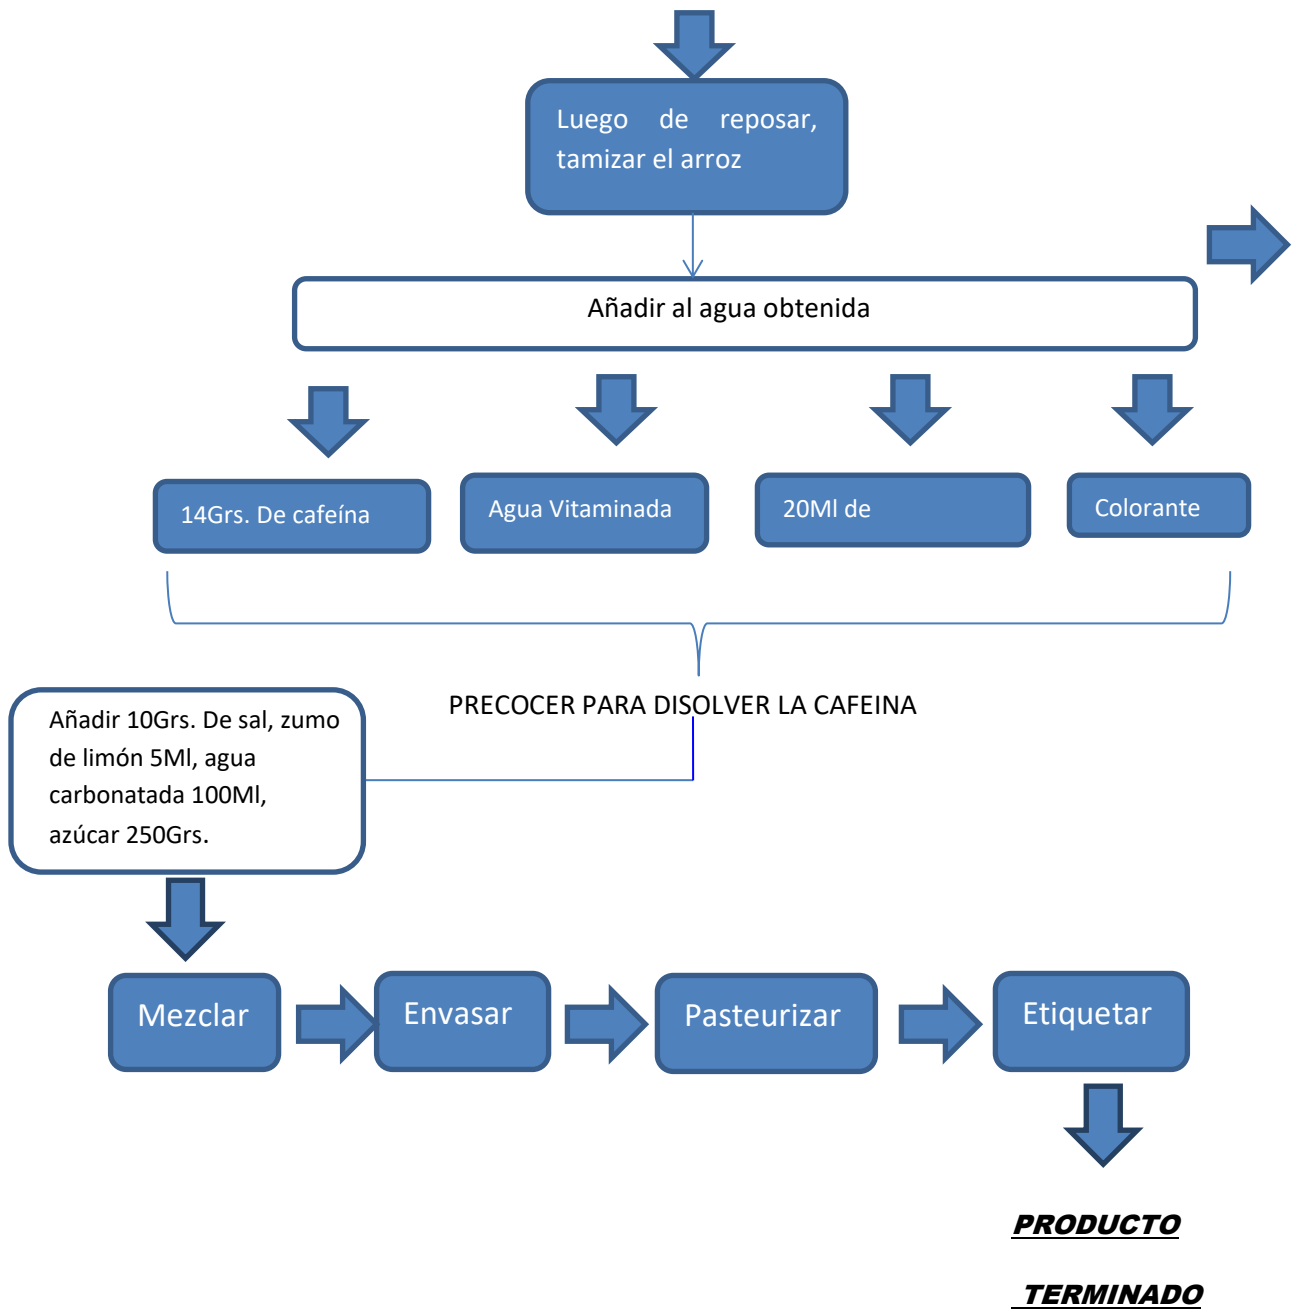 Luego de reposar,
tamizar el arroz
Añadir al agua obtenida
14Grs. De cafeína
Agua Vitaminada
20Ml de
Colorante
PRECOCER PARA DISOLVER LA CAFEINA
Añadir 10Grs. De sal, zumo
de limón 5Ml, agua
carbonatada 100Ml,
azúcar 250Grs.
Mezclar
Envasar
Pasteurizar
Etiquetar
PRODUCTO
TERMINADO